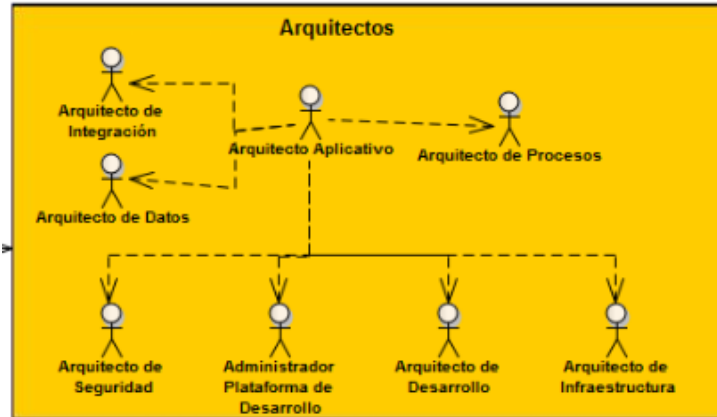 Arquitectos
Arquitecto de
Integración
Arquitecto Aplicativo
Arquitecto de Procesos
Arquitecto de Datos
Arquitecto de
Seguridad
Administrador
Plataforma de
Desarrollo
Arquitecto de
Desarrollo
Arquitecto de
Infraestructura